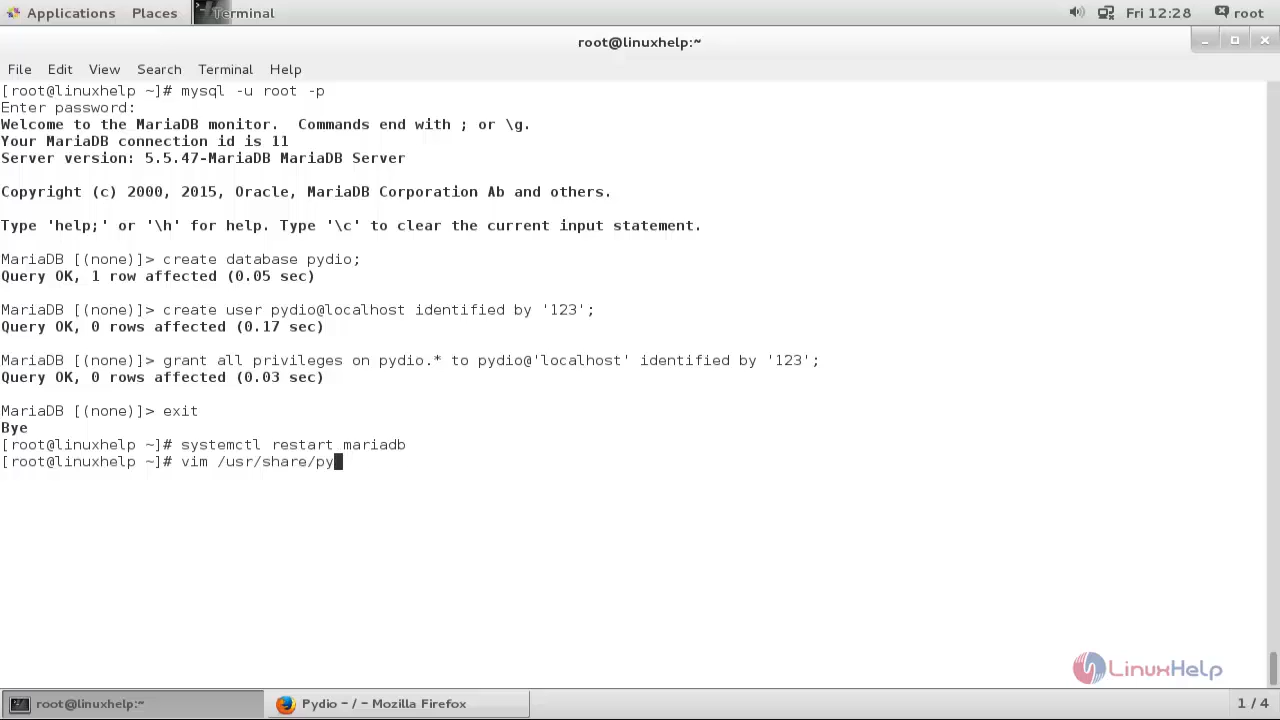 Applications Places Terminal Fri 12:28 root
root@linuxhelp:~
File Edit View Search Terminal Help
[root@linuxhelp ~]# mysql -u root -p
Enter password:
Welcome to the MariaDB monitor.  Commands end with ; or \g.
Your MariaDB connection id is 11
Server version: 5.5.47-MariaDB MariaDB Server
Copyright (c) 2000, 2015, Oracle, MariaDB Corporation Ab and others.
Type 'help;' or '\h' for help. Type '\c' to clear the current input statement.
MariaDB [(none)]> create database pydio;
Query OK, 1 row affected (0.05 sec)
MariaDB [(none)]> create user pydio@localhost identified by '123';
Query OK, 0 rows affected (0.17 sec)
MariaDB [(none)]> grant all privileges on pydio.* to pydio@'localhost' identified by '123';
Query OK, 0 rows affected (0.03 sec)
MariaDB [(none)]> exit
Bye
[root@linuxhelp ~]# systemctl restart mariadb
[root@linuxhelp ~]# vim /usr/share/py
LinuxHelp
root@linuxhelp:~ Pydio - / - Mozilla Firefox 1 / 4